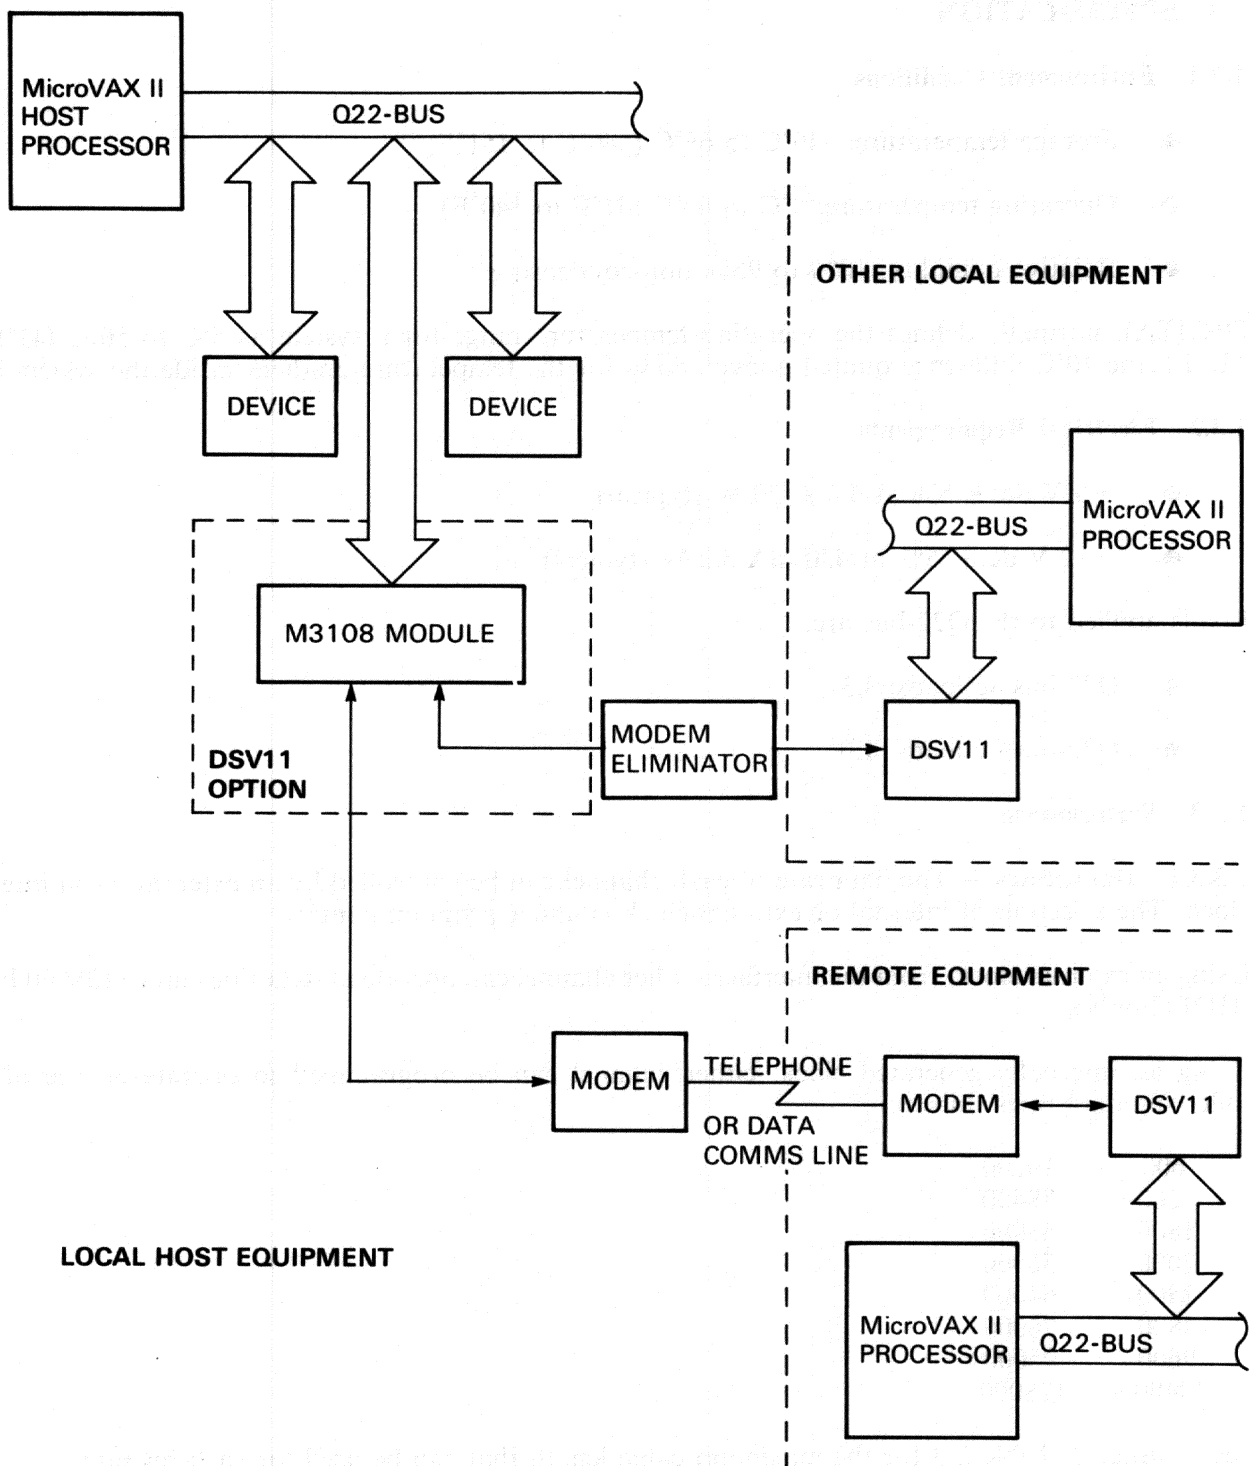 MicroVAX II
HOST
PROCESSOR
Q22-BUS
DEVICE
DEVICE
OTHER LOCAL EQUIPMENT
Q22-BUS
MicroVAX II
PROCESSOR
M3108 MODULE
DSV11
OPTION
MODEM
ELIMINATOR
DSV11
REMOTE EQUIPMENT
MODEM
TELEPHONE
OR DATA
COMMS LINE
MODEM
DSV11
LOCAL HOST EQUIPMENT
MicroVAX II
PROCESSOR
Q22-BUS